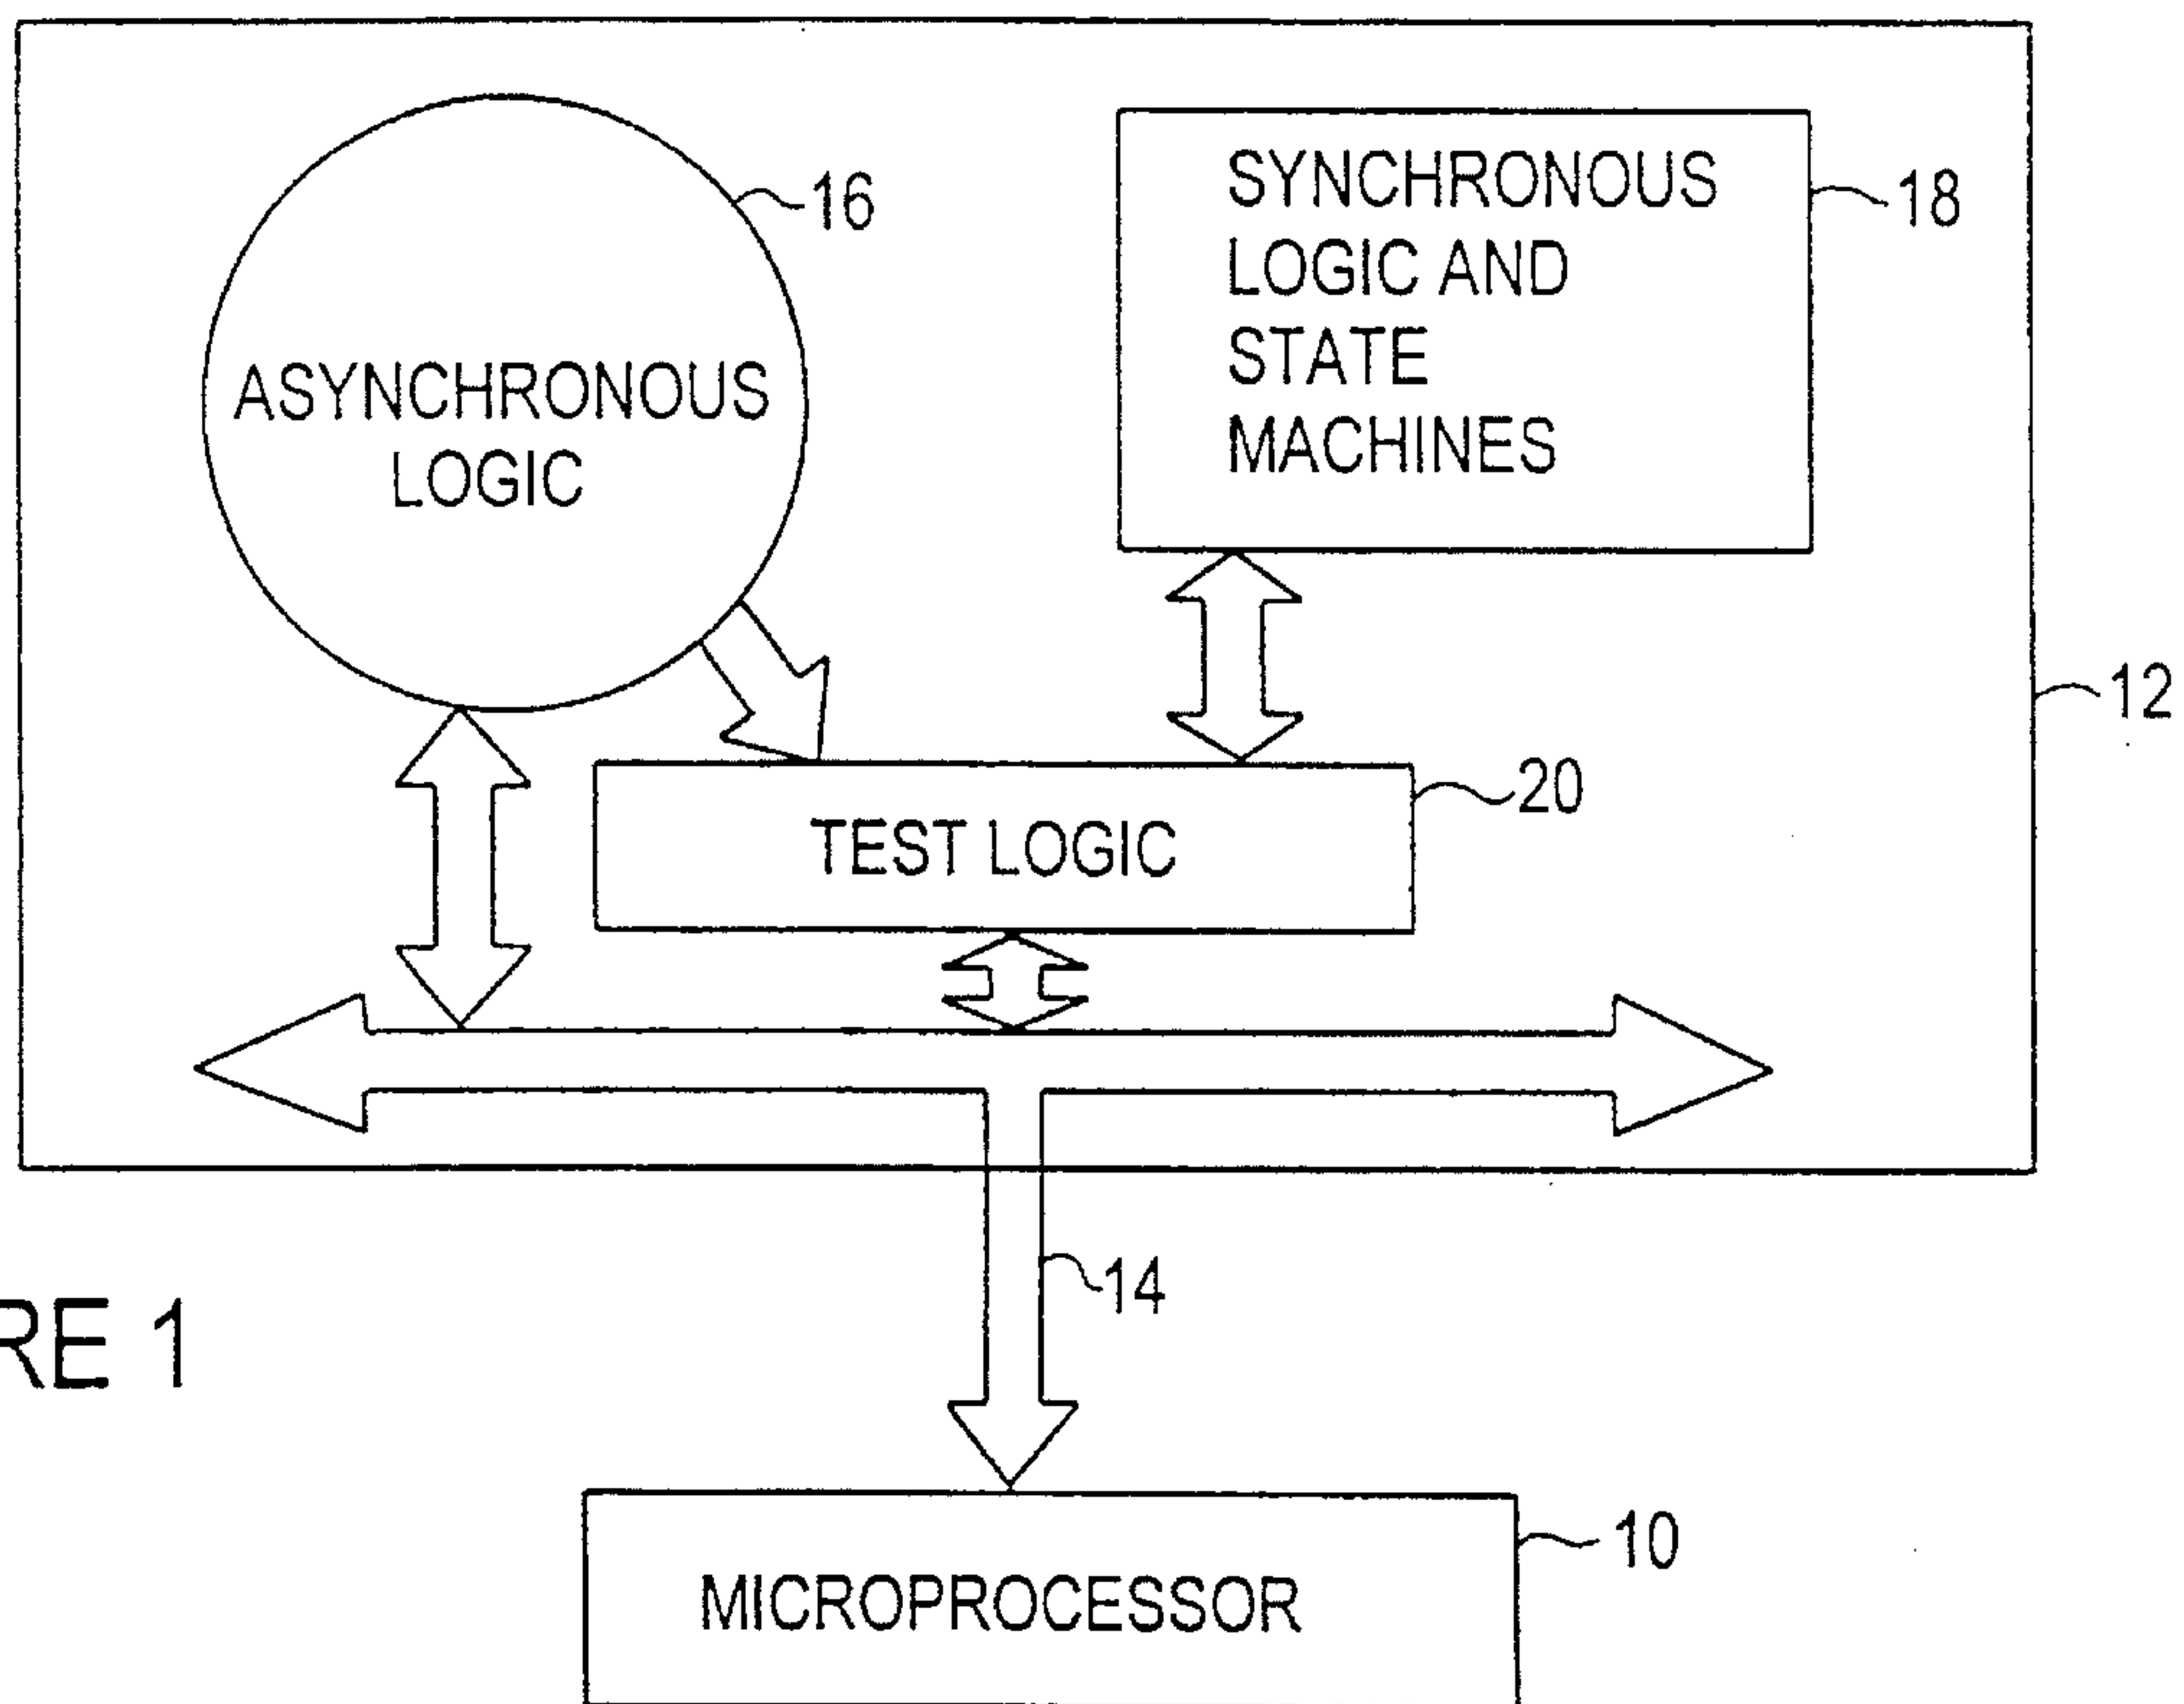 16
SYNCHRONOUS
LOGIC AND
STATE
MACHINES
18
ASYNCHRONOUS
LOGIC
12
20
TEST LOGIC
14
RE 1
10
MICROPROCESSOR